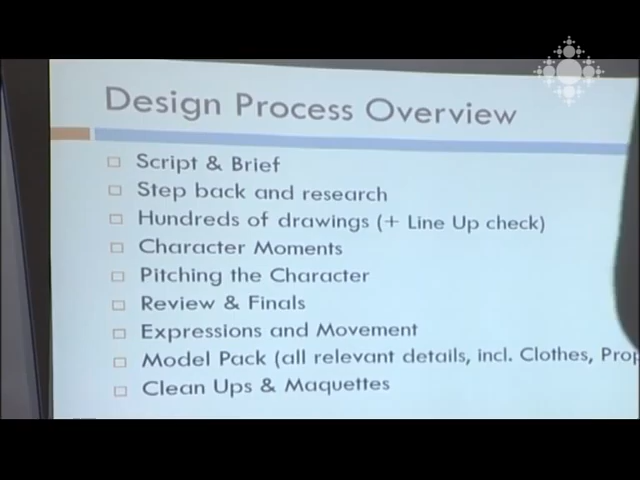 Design Process Overview
Script & Brief
Step back and research
Hundreds of drawings (+ Line Up check)
Character Moments
Pitching the Character
Review & Finals
Expressions and Movement
Model Pack (all relevant details, incl. Clothes, Prop
Clean Ups & Maquettes